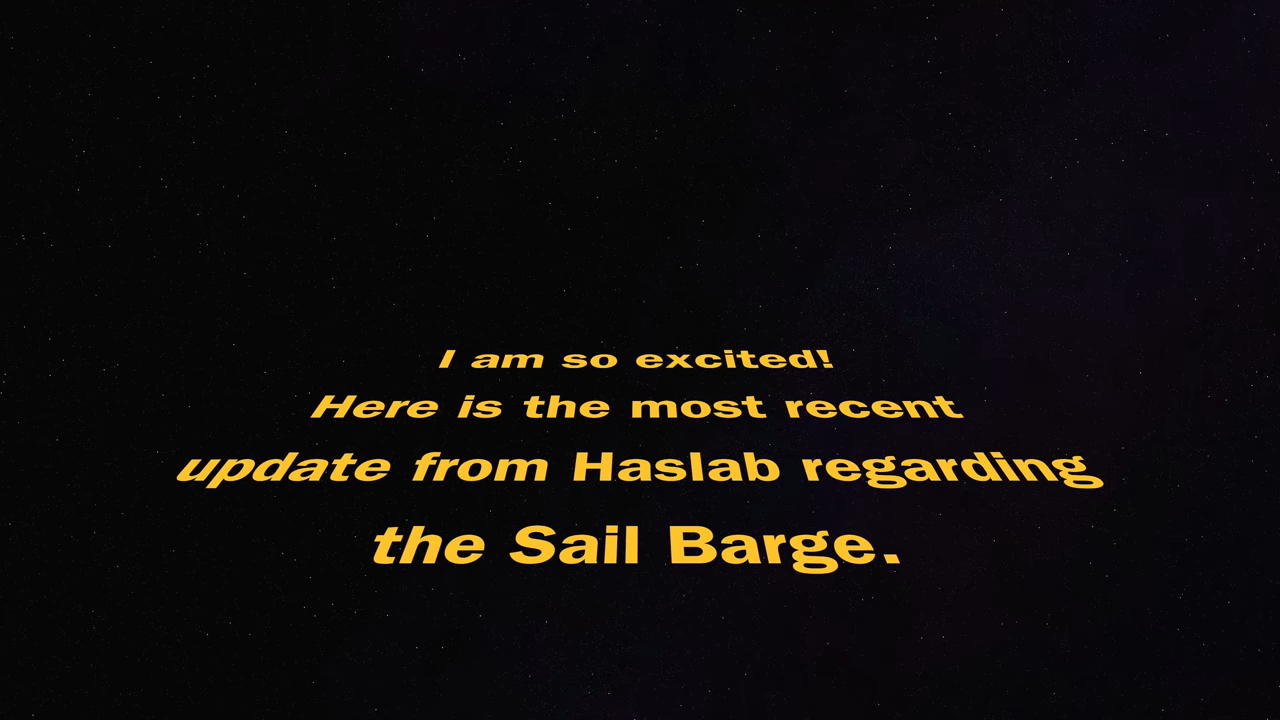 I am so excited!
Here is the most recent
update from Haslab regarding
the Sail Barge.